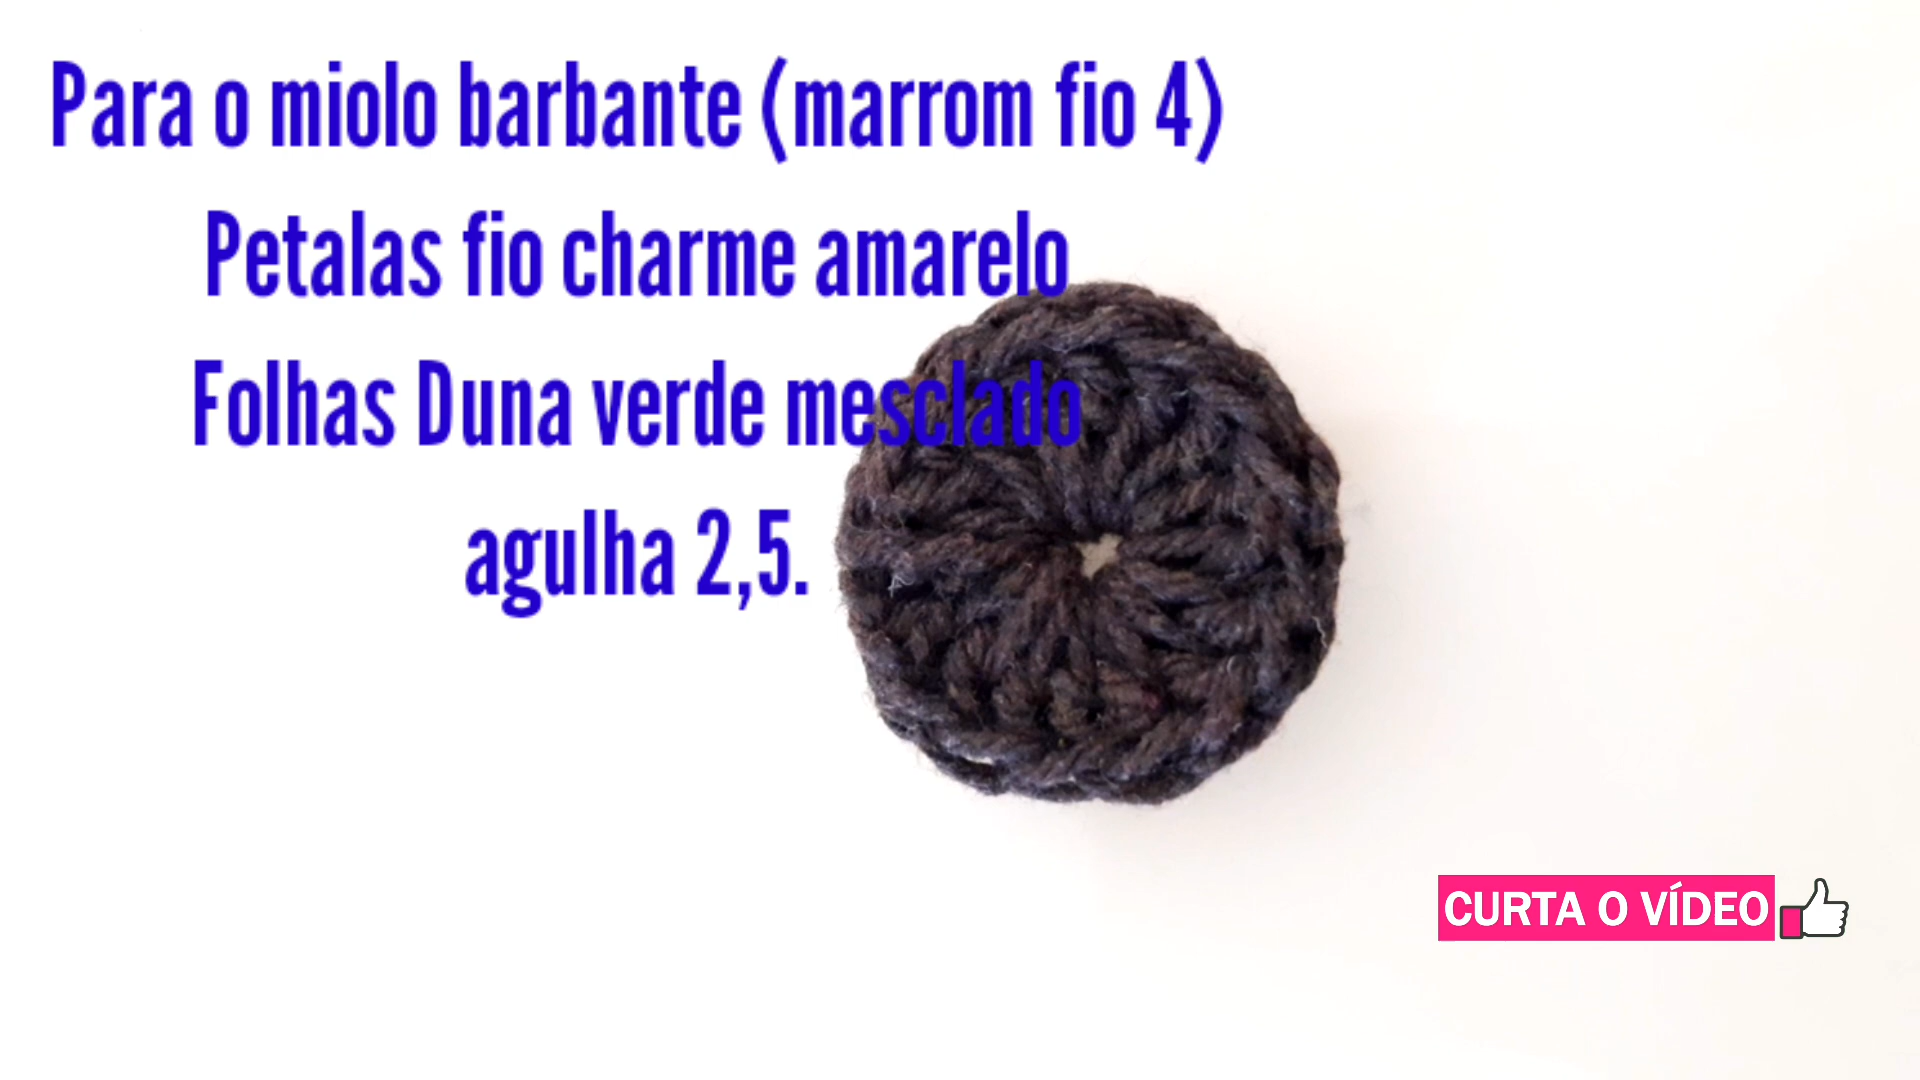 Para o miolo barbante (marrom fio 4)
Petalas fio charme amarelo
Folhas Duna verde mesclado
agulha 2,5.
CURTA O VÍDEO